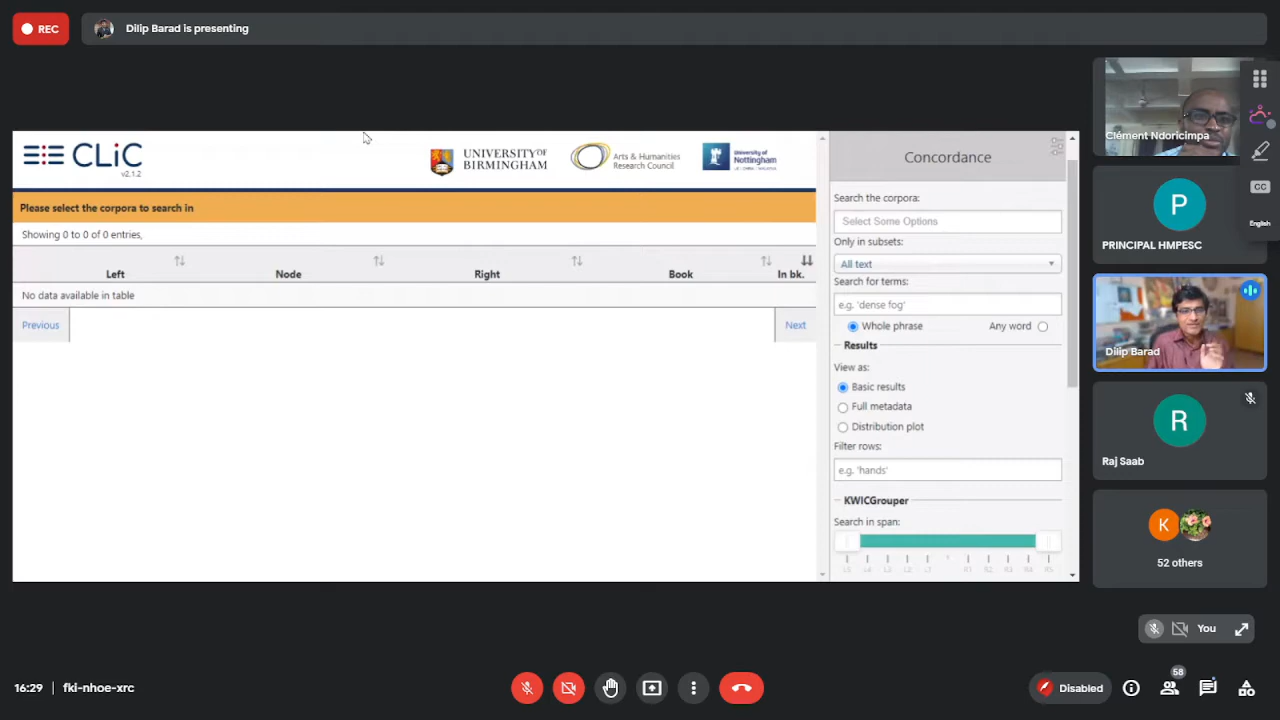 REC
Dilip Barad is presenting
CLiC
v2.1.2
UNIVERSITY OF
BIRMINGHAM
Arts & Humanities
Research Council
University of
Nottingham
Please select the corpora to search in
Showing 0 to 0 of 0 entries,
Left
Node
Right
Book
In bk.
No data available in table
Previous
Next
Concordance
Search the corpora:
Select Some Options
Only in subsets:
All text
Search for terms:
e.g. 'dense fog'
Whole phrase
Any word
Results
View as:
Basic results
Full metadata
Distribution plot
Filter rows:
e.g. 'hands'
KWICGrouper
Search in span:
Clément Ndoricimpa
CC
English
P
PRINCIPAL HMPESC
Dilip Barad
R
Raj Saab
K
52 others
You
16:29
fki-nhoe-xrc
Disabled
58